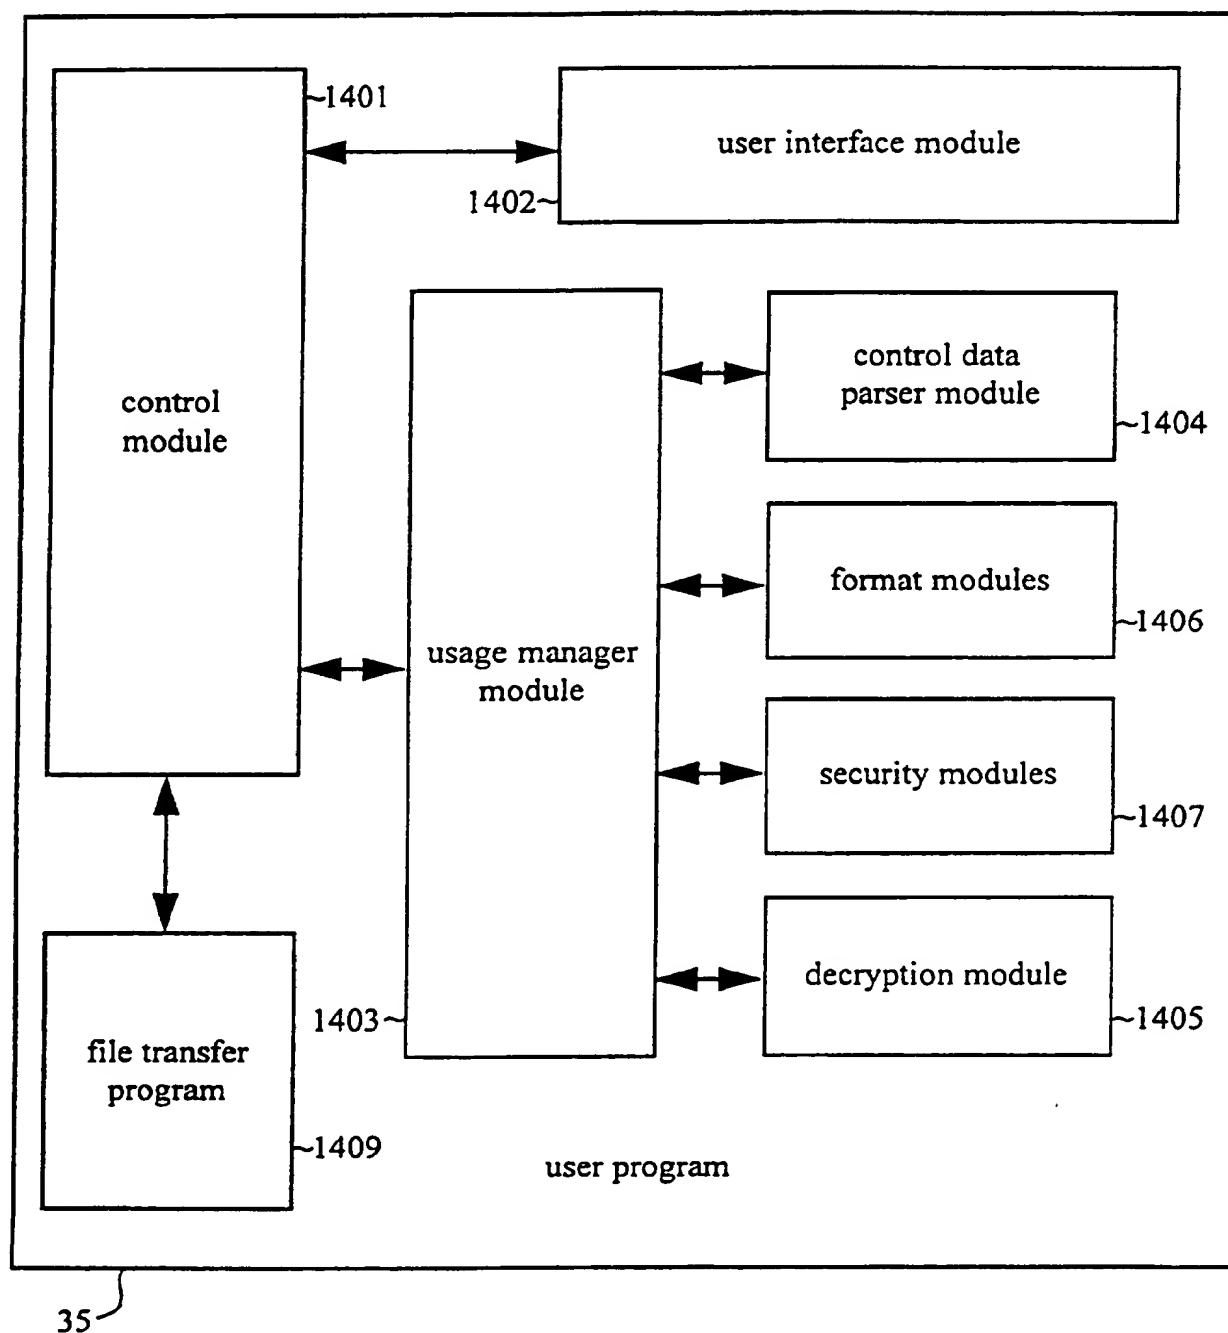 1401
user interface module
1402
control data
parser module
1404
control
module
format modules
1406
usage manager
module
security modules
1407
decryption module
1405
1403
file transfer
program
1409
user program
35